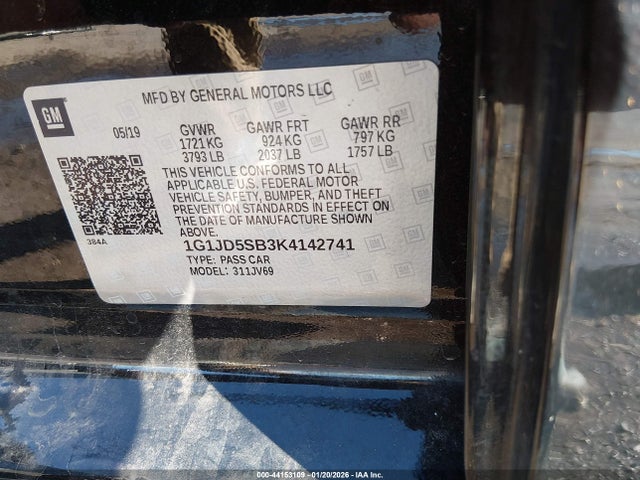 MFD BY GENERAL MOTORS LLC
GM
05/19 GVWR GAWR FRT GAWR RR
1721 KG 924 KG 797 KG
3793 LB 2037 LB 1757 LB
THIS VEHICLE CONFORMS TO ALL
APPLICABLE U.S. FEDERAL MOTOR
VEHICLE SAFETY, BUMPER, AND THEFT
PREVENTION STANDARDS IN EFFECT ON
THE DATE OF MANUFACTURE SHOWN
ABOVE.
384A
1G1JD5SB3K4142741
TYPE: PASS CAR
MODEL: 311JV69
000-44153109 - 01/20/2026 - IAA Inc.